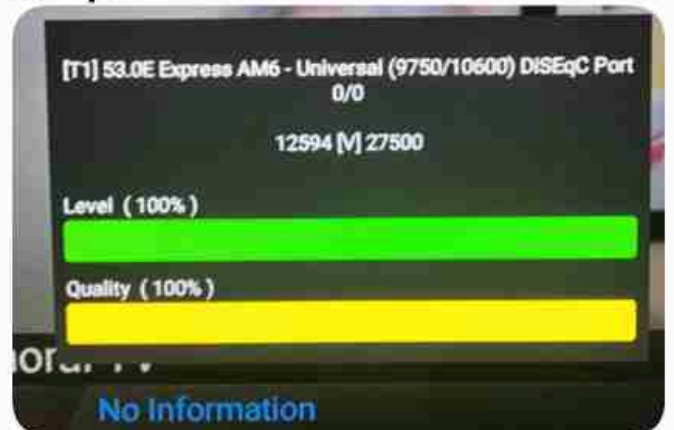 [T1] 53.0E Express AM6 - Universal (9750/10600) DiSEqC Port
0/0
12594 [V] 27500
Level (100%)
Quality (100%)
No Information